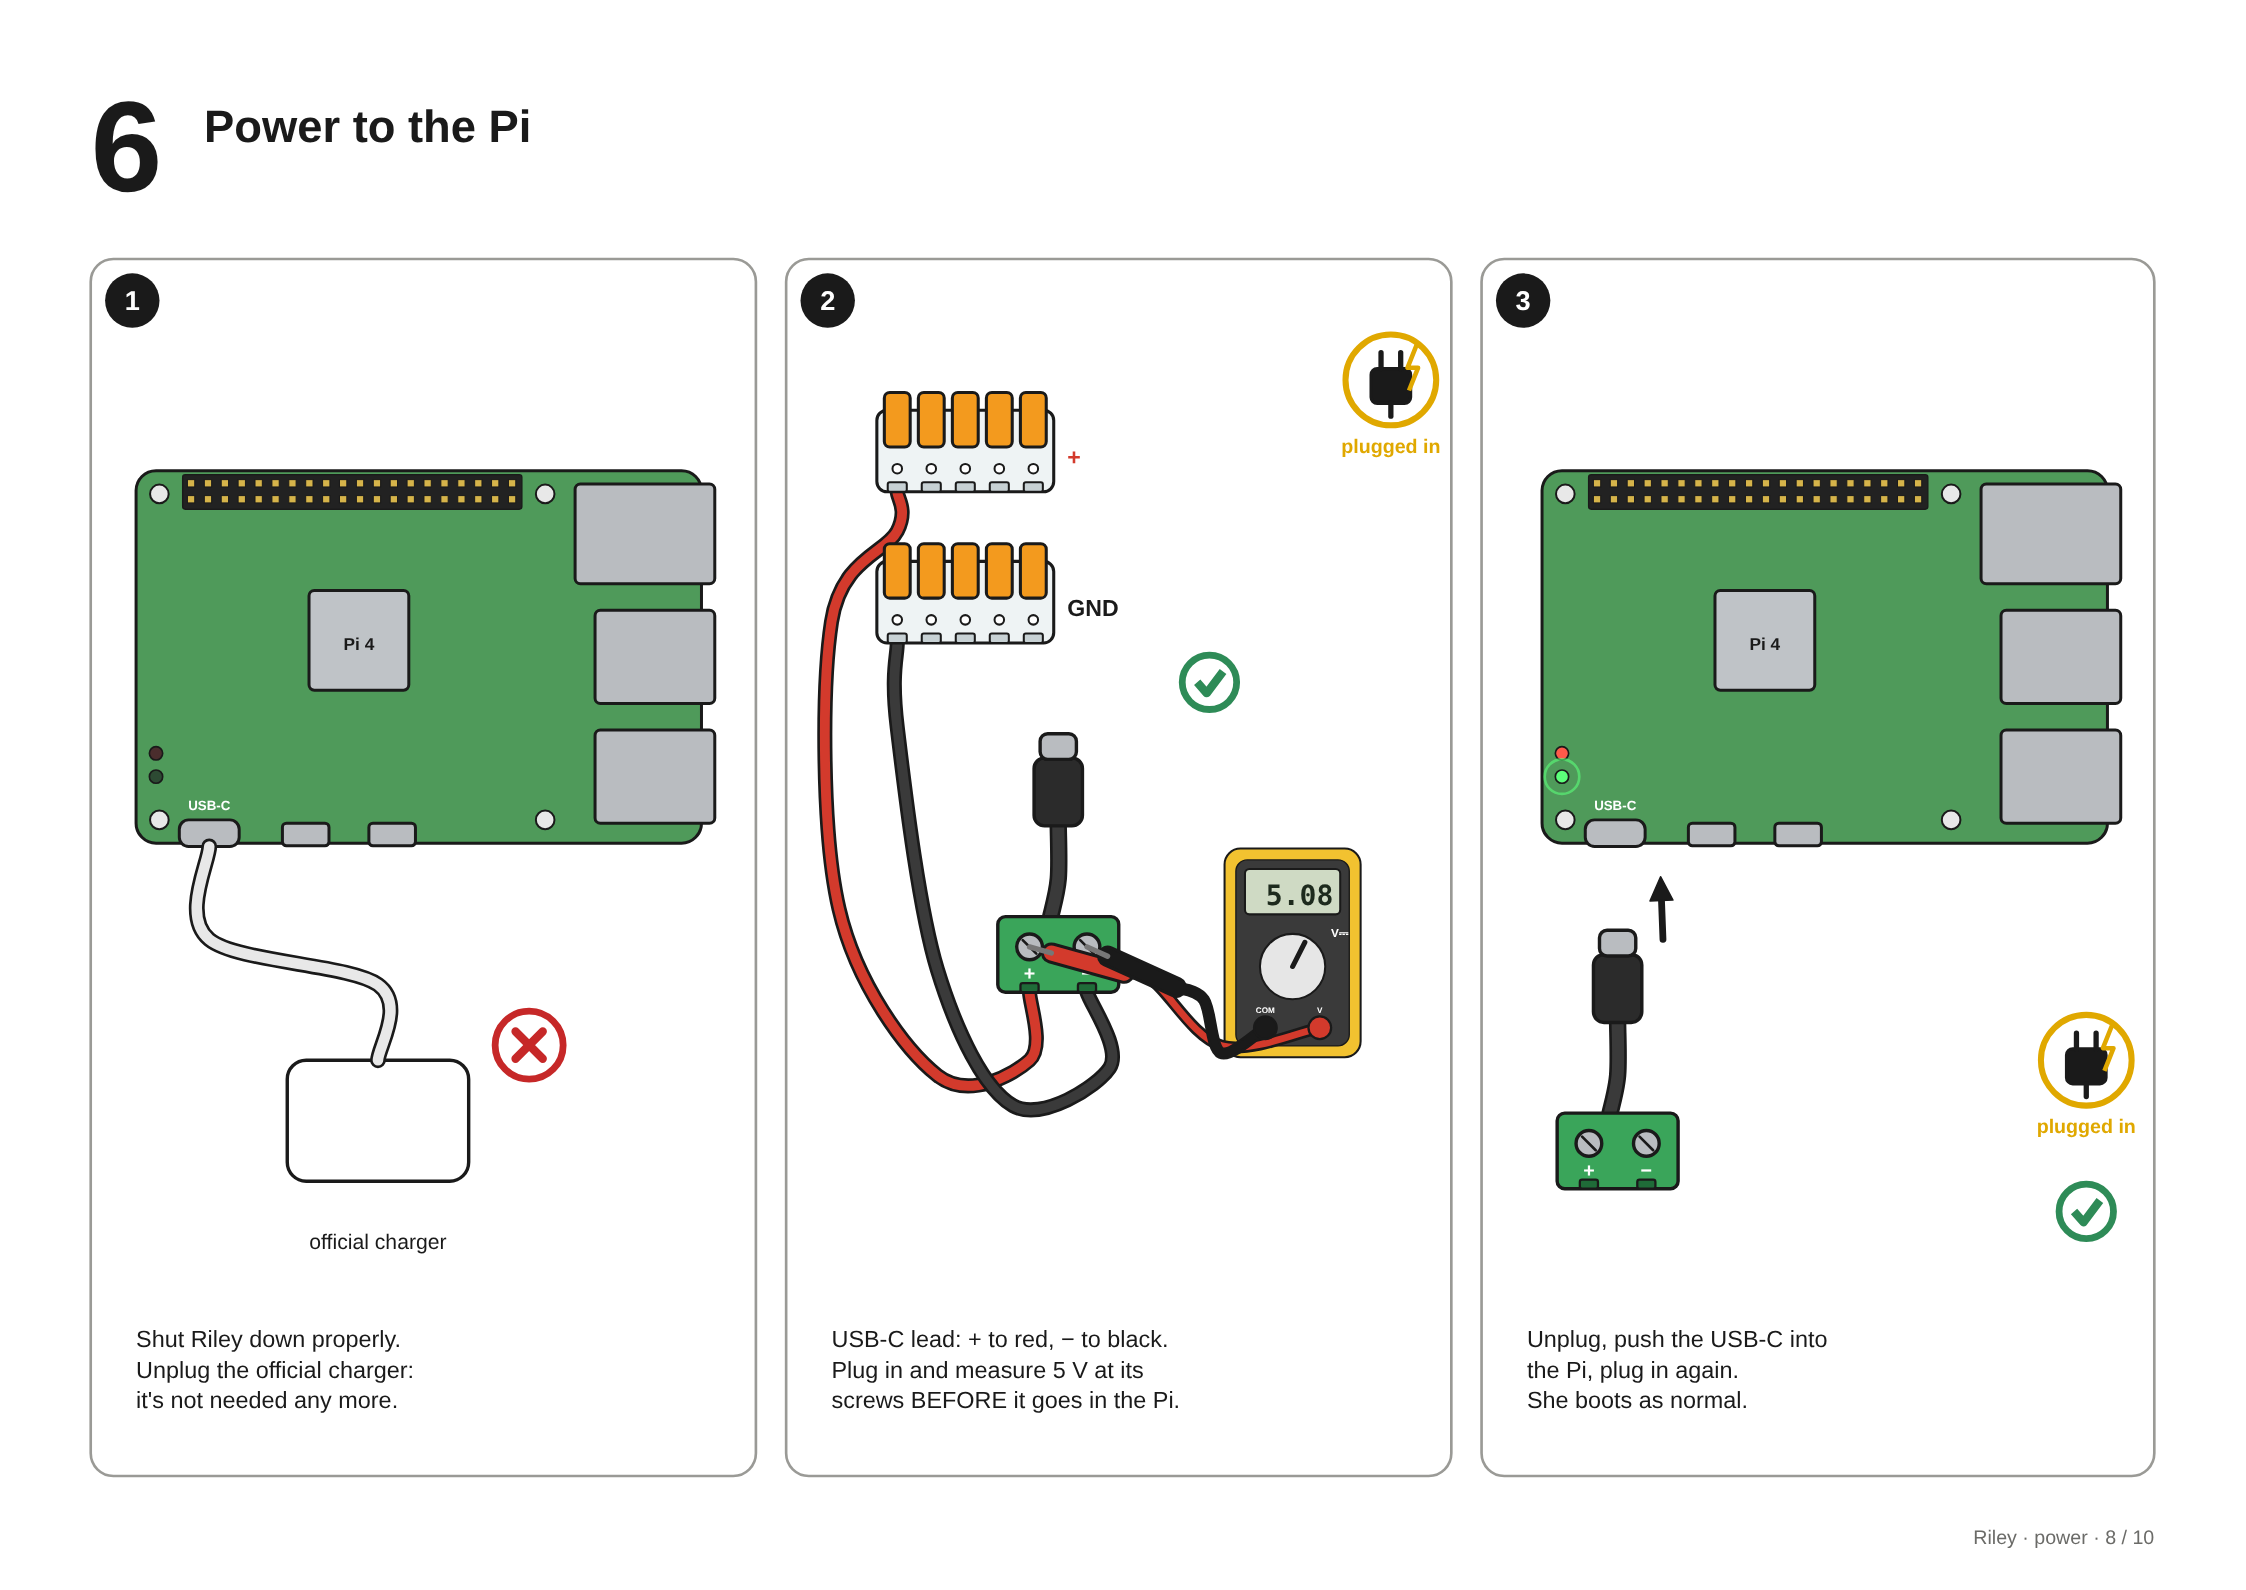 6 Power to the Pi
1
Pi 4
USB-C
official charger
Shut Riley down properly.
Unplug the official charger:
it's not needed any more.
2
plugged in
+
GND
5.08
V⎓
+ −
COM V
USB-C lead: + to red, − to black.
Plug in and measure 5 V at its
screws BEFORE it goes in the Pi.
3
Pi 4
USB-C
plugged in
+ −
Unplug, push the USB-C into
the Pi, plug in again.
She boots as normal.
Riley · power · 8 / 10